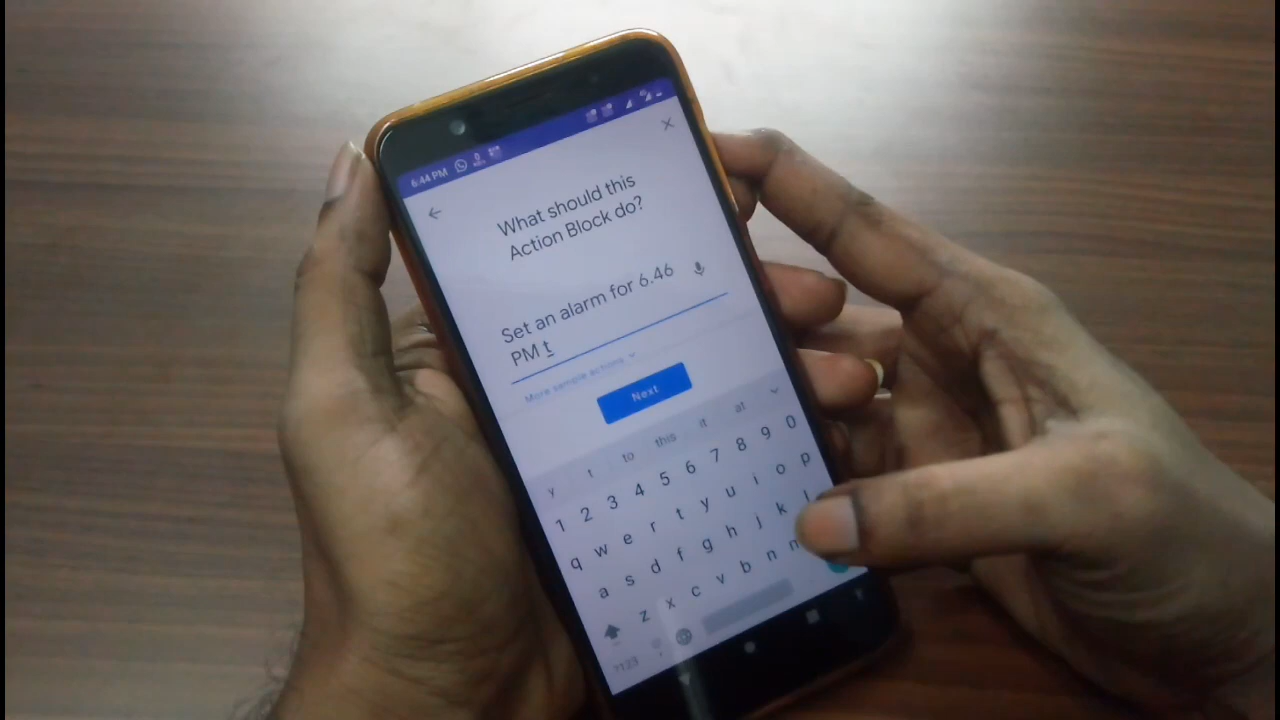 6:44 PM
What should this
Action Block do?
Set an alarm for 6.46
PM t
More sample actions
Next
y t to this it at
1 2 3 4 5 6 7 8 9 0
q w e r t y u i o p
a s d f g h j k l
z x c v b n
?123